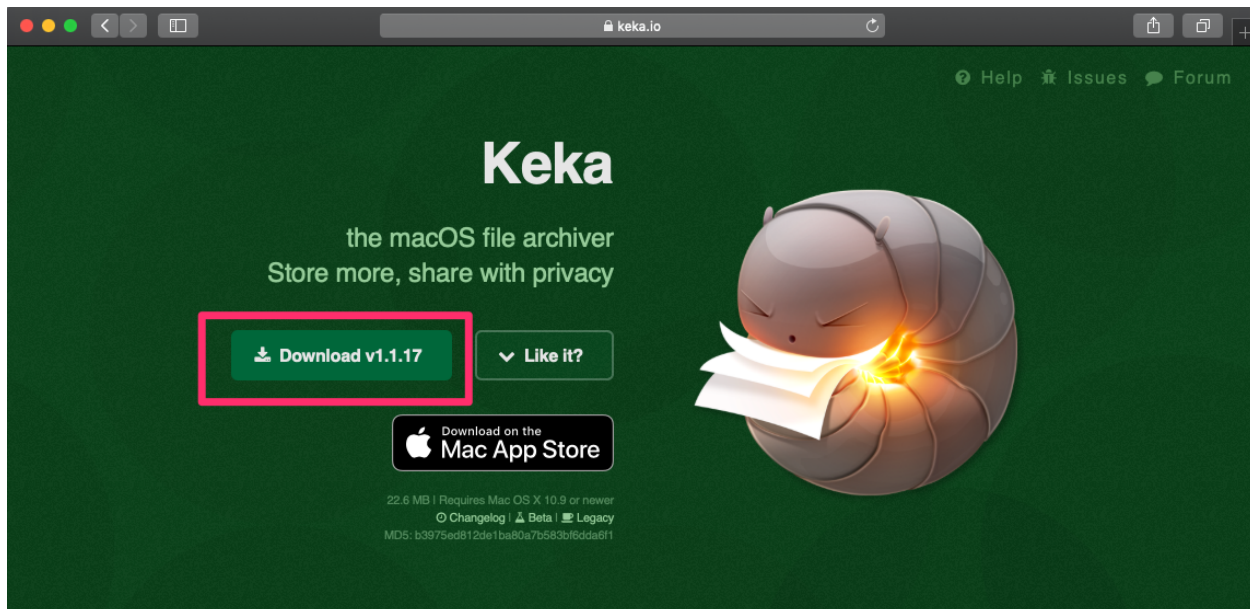 keka.io
Help Issues Forum
Keka
the macOS file archiver
Store more, share with privacy
Download v1.1.17
Like it?
Download on the
Mac App Store
22.6 MB | Requires Mac OS X 10.9 or newer
Changelog | Beta | Legacy
MD5: b3975ed812de1ba80a7b583bf6dda6f1